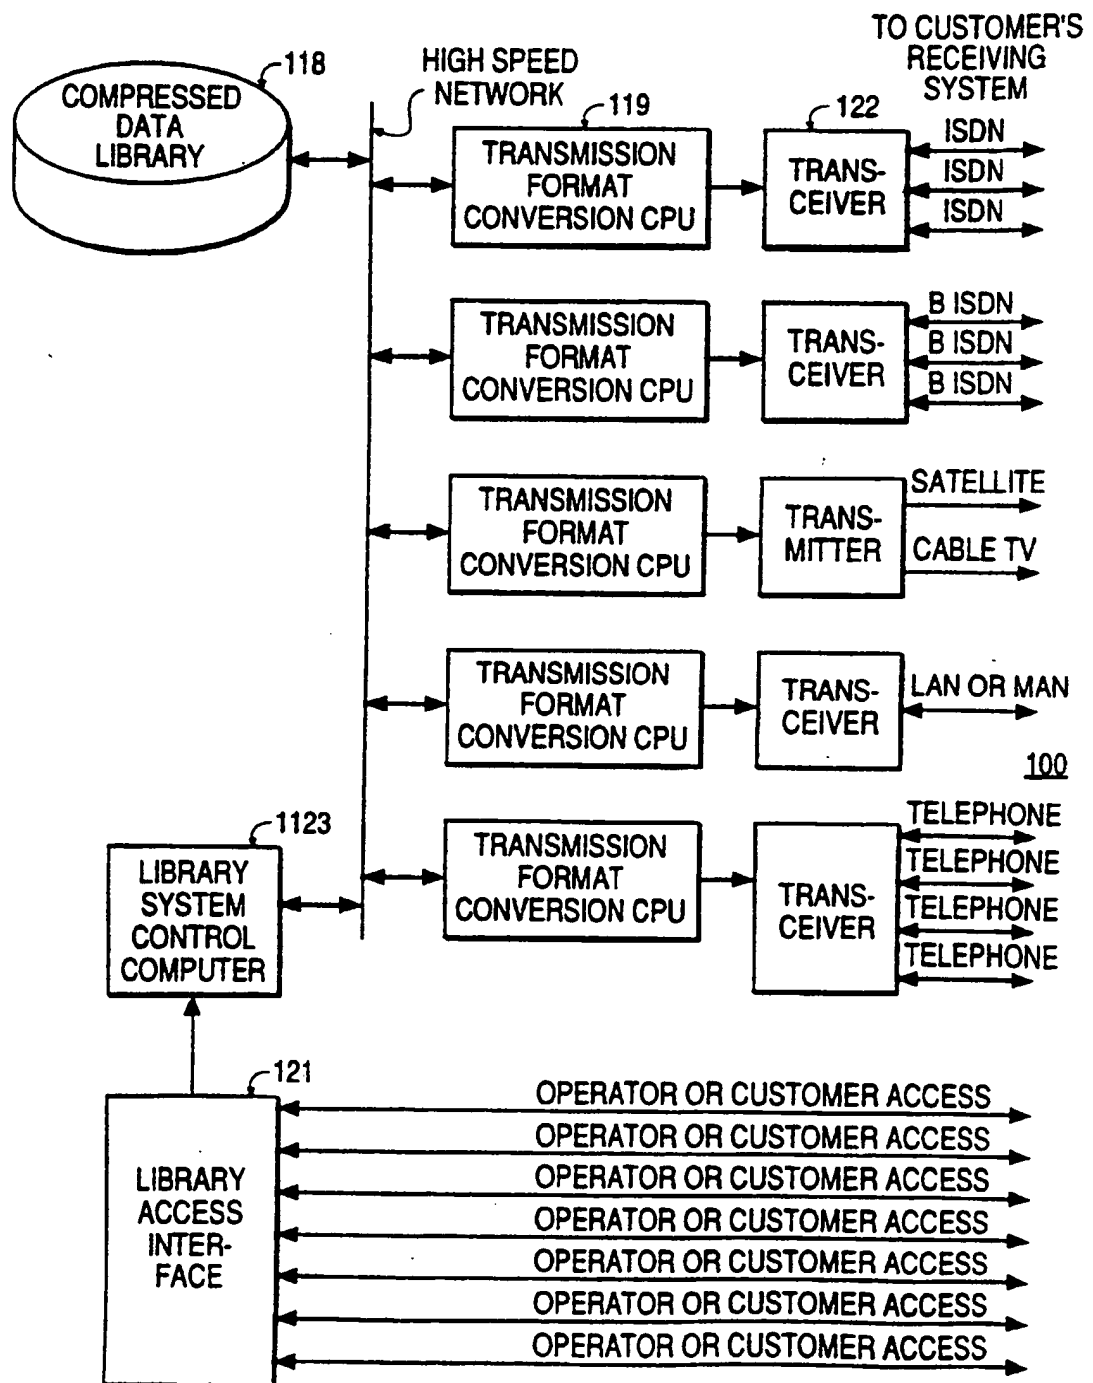 TO CUSTOMER'S
RECEIVING
SYSTEM
118
COMPRESSED
DATA
LIBRARY
HIGH SPEED
NETWORK
119
TRANSMISSION
FORMAT
CONVERSION CPU
122
TRANS-
CEIVER
ISDN
ISDN
ISDN
TRANSMISSION
FORMAT
CONVERSION CPU
TRANS-
CEIVER
B ISDN
B ISDN
B ISDN
TRANSMISSION
FORMAT
CONVERSION CPU
TRANS-
MITTER
SATELLITE
CABLE TV
TRANSMISSION
FORMAT
CONVERSION CPU
TRANS-
CEIVER
LAN OR MAN
100
1123
LIBRARY
SYSTEM
CONTROL
COMPUTER
TRANSMISSION
FORMAT
CONVERSION CPU
TRANS-
CEIVER
TELEPHONE
TELEPHONE
TELEPHONE
TELEPHONE
121
LIBRARY
ACCESS
INTER-
FACE
OPERATOR OR CUSTOMER ACCESS
OPERATOR OR CUSTOMER ACCESS
OPERATOR OR CUSTOMER ACCESS
OPERATOR OR CUSTOMER ACCESS
OPERATOR OR CUSTOMER ACCESS
OPERATOR OR CUSTOMER ACCESS
OPERATOR OR CUSTOMER ACCESS